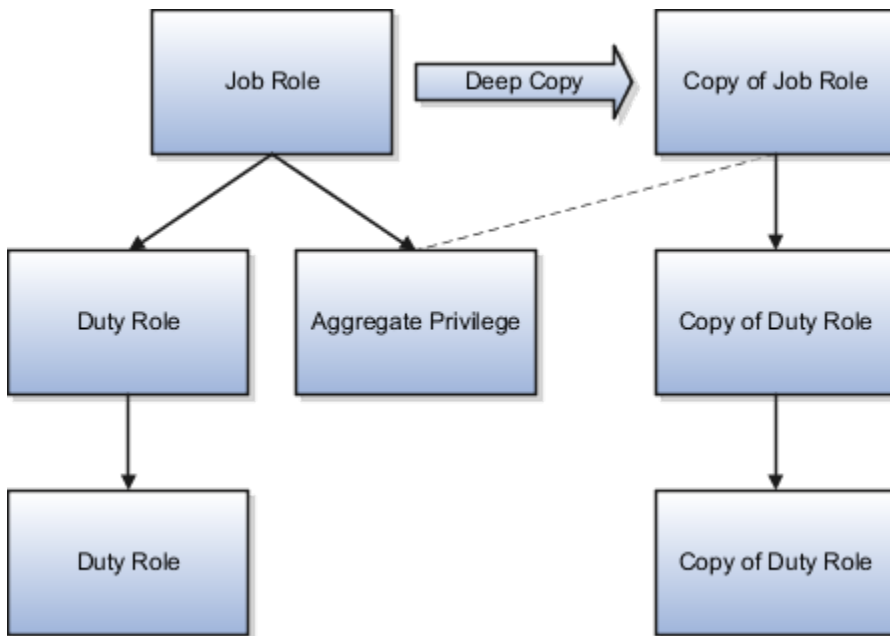 Job Role
Deep Copy
Copy of Job Role
Duty Role
Aggregate Privilege
Copy of Duty Role
Duty Role
Copy of Duty Role